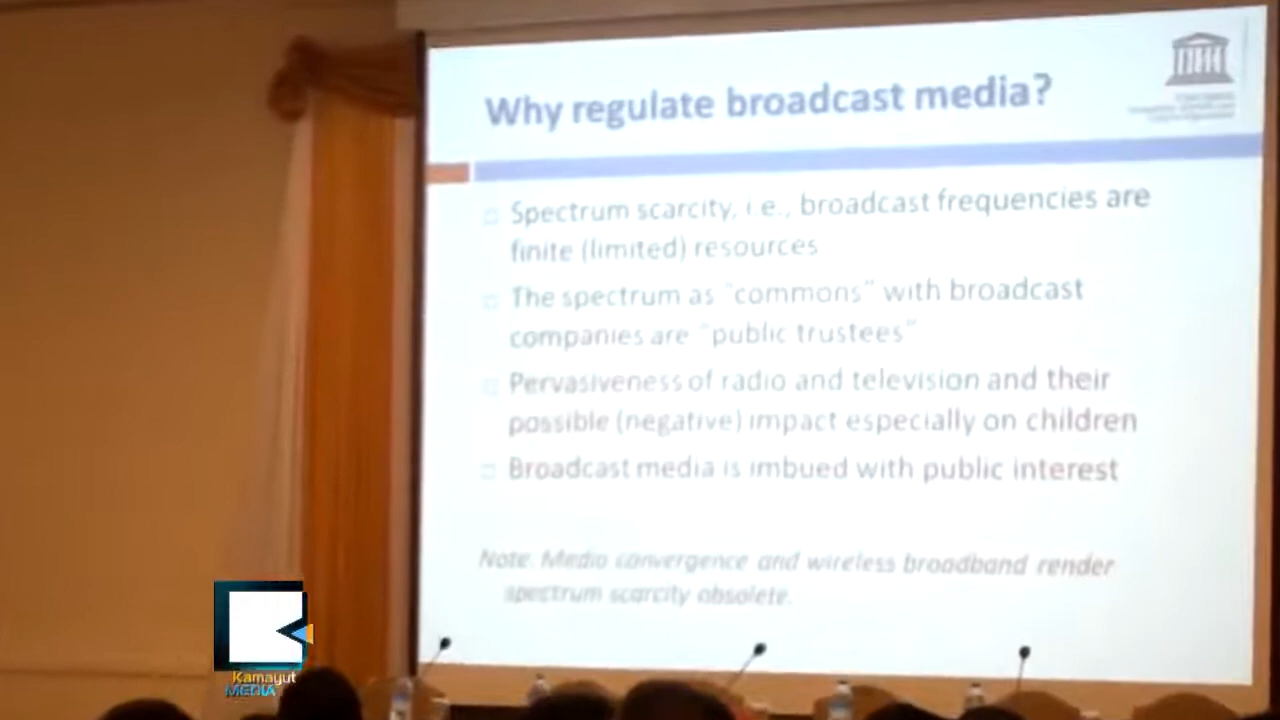 Why regulate broadcast media?
Spectrum scarcity, i.e., broadcast frequencies are
finite (limited) resources
The spectrum as "commons" with broadcast
companies are "public trustees"
Pervasiveness of radio and television and their
possible (negative) impact especially on children
Broadcast media is imbued with public interest
Note. Media convergence and wireless broadband render
spectrum scarcity obsolete.
Kamayut
MEDIA